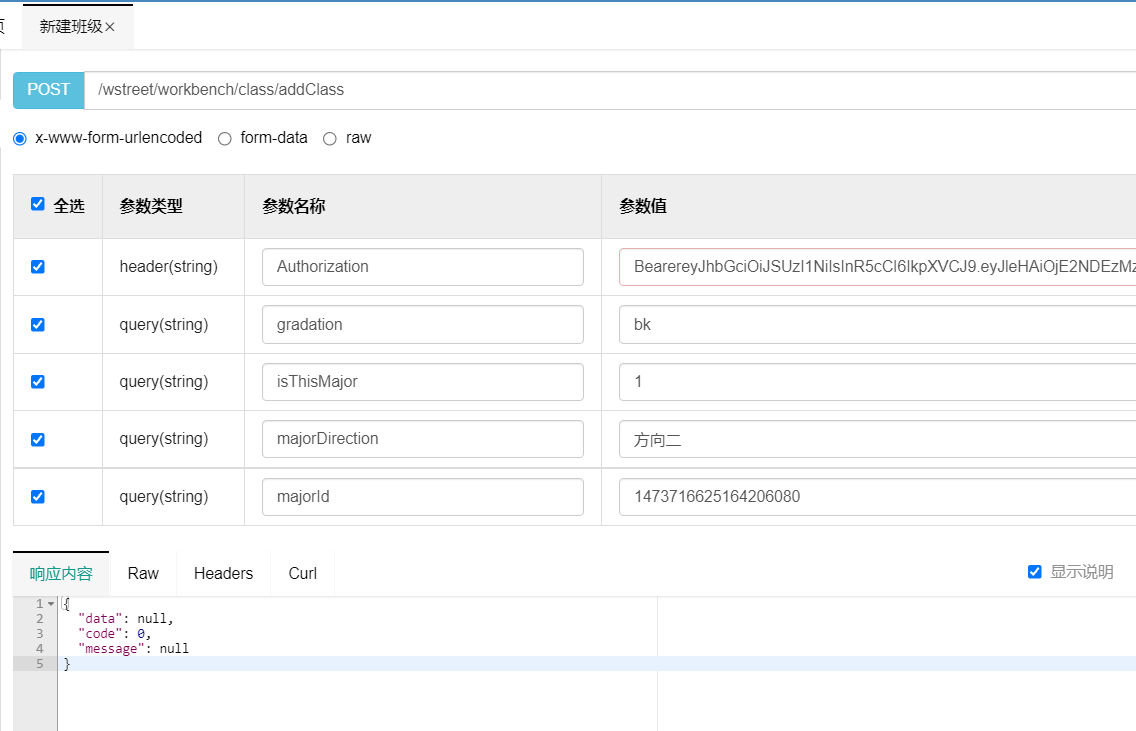 新建班级×
POST /wstreet/workbench/class/addClass
x-www-form-urlencoded form-data raw
全选 参数类型 参数名称 参数值
header(string) Authorization
query(string) gradation bk
query(string) isThisMajor 1
query(string) majorDirection 方向二
query(string) majorId 1473716625164206080
响应内容 Raw Headers Curl 显示说明
1 {
2 "data": null,
3 "code": 0,
4 "message": null
5 }